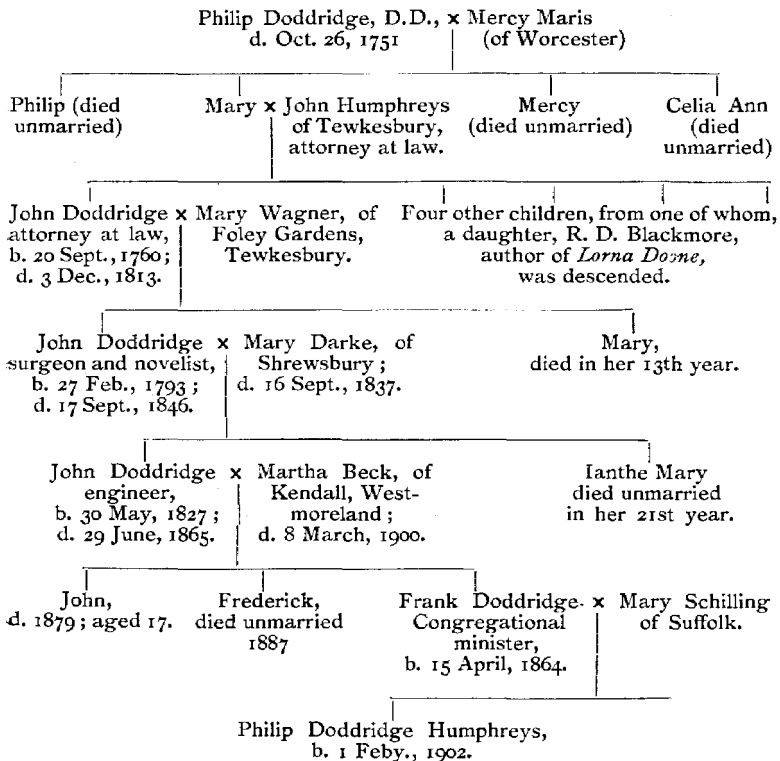 Philip Doddridge, D.D., x Mercy Maris
d. Oct. 26, 1751 (of Worcester)
Philip (died unmarried)
Mary x John Humphreys of Tewkesbury, attorney at law.
Mercy (died unmarried)
Celia Ann (died unmarried)
John Doddridge x Mary Wagner, of
attorney at law, Foley Gardens,
b. 20 Sept., 1760; Tewkesbury.
d. 3 Dec., 1813.
Four other children, from one of whom,
a daughter, R. D. Blackmore,
author of Lorna Doone,
was descended.
John Doddridge x Mary Darke, of
surgeon and novelist, Shrewsbury;
b. 27 Feb., 1793; d. 16 Sept., 1837.
d. 17 Sept., 1846.
Mary,
died in her 13th year.
John Doddridge x Martha Beck, of
engineer, Kendall, West-
b. 30 May, 1827; moreland;
d. 29 June, 1865. d. 8 March, 1900.
Ianthe Mary
died unmarried
in her 21st year.
John,
d. 1879; aged 17.
Frederick,
died unmarried
1887
Frank Doddridge x Mary Schilling
Congregational of Suffolk.
minister,
b. 15 April, 1864.
Philip Doddridge Humphreys,
b. 1 Feby., 1902.